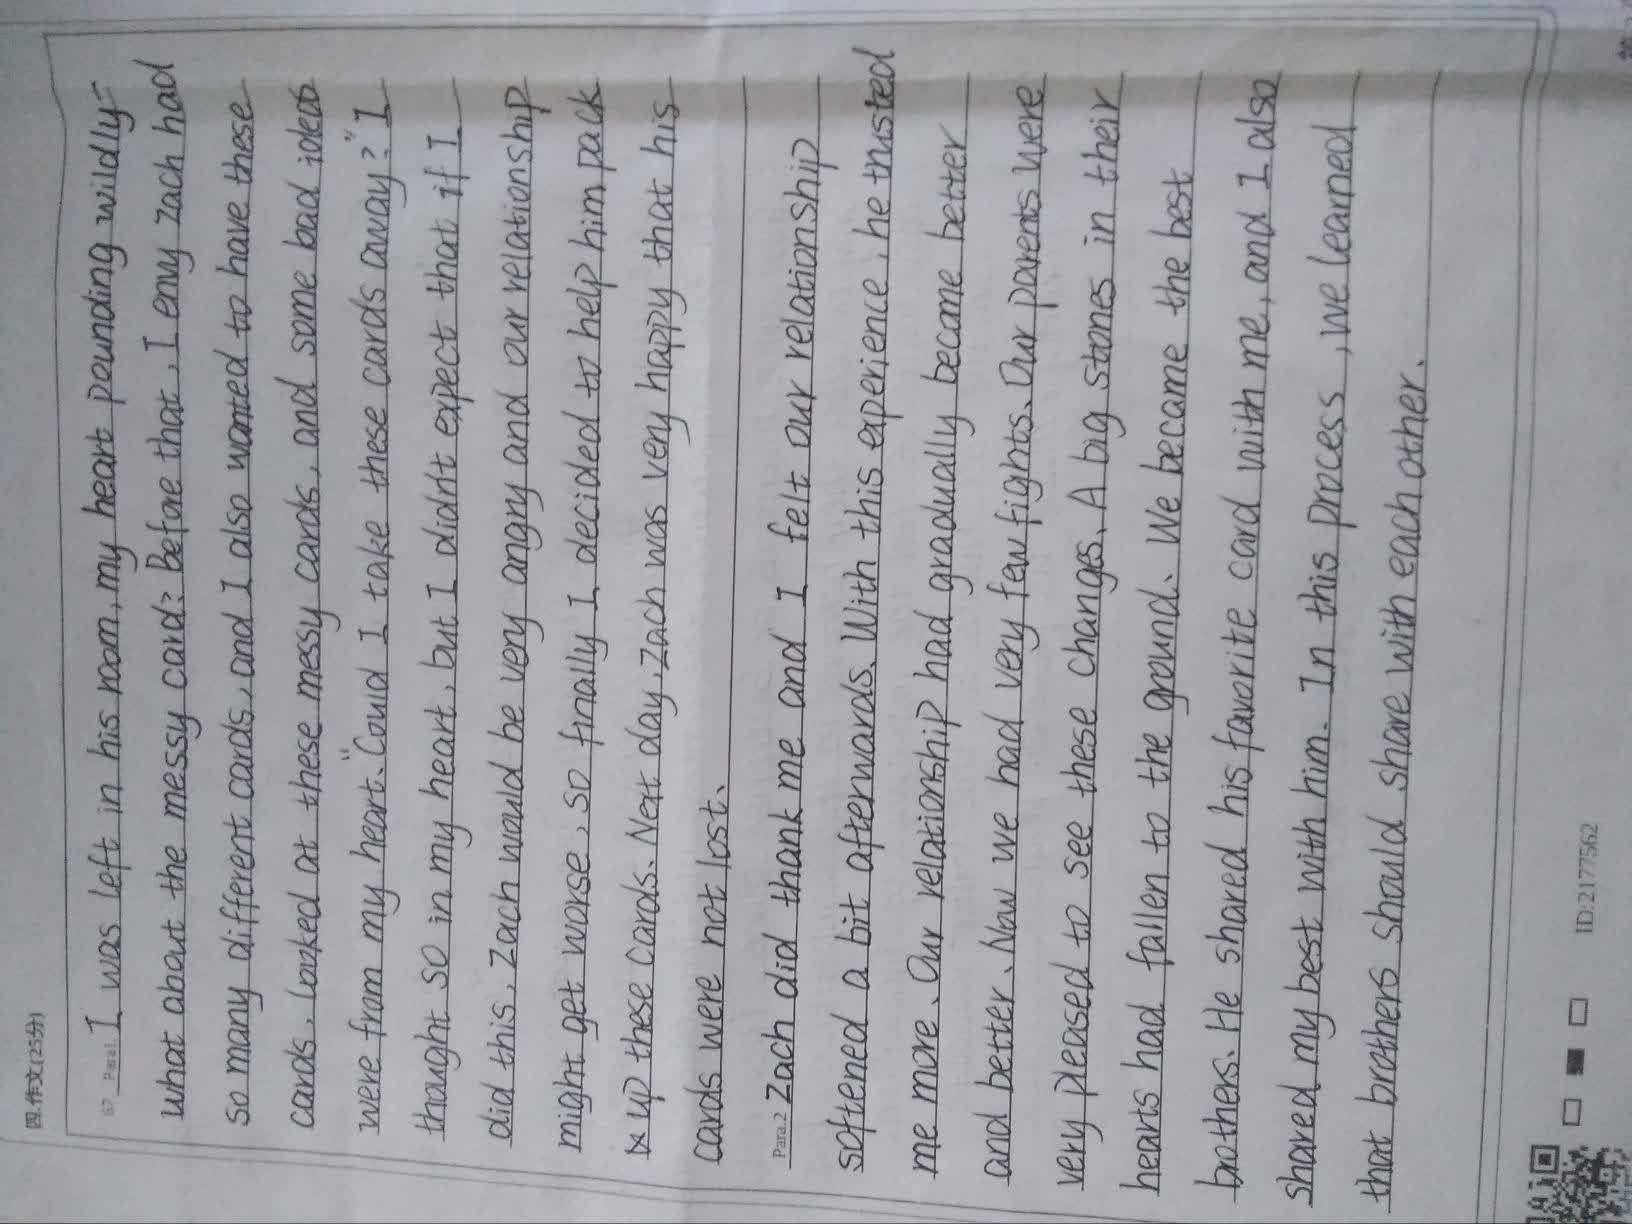 四.作文(25分)
67. Para1. I was left in his room, my heart pounding wildly-
what about the messy card? Before that, I envy Zach had
so many different cards, and I also wanted to have these
cards. looked at these messy cards, and some bad ideas
were from my heart. "Coud I take these cards away?" I
thought so in my heart, but I didn't expect that if I
did this, Zach would be very angry and our relationship
might get worse, so finally I decided to help him pack
up these cards. Next day, Zach was very happy that his
cards were not lost.
Para.2 Zach did thank me and I felt our relationship
softened a bit afterwards. With this experience, he trusted
me more. Our relationship had gradually become better
and better. Now we had very few fights. Our parents were
very pleased to see these changes. A big stones in their
hearts had fallen to the ground. We became the best
brothers. He shared his favorite card with me, and I also
shared my best with him. In this process, we learned
that brothers should share with each other.
ID:2177562